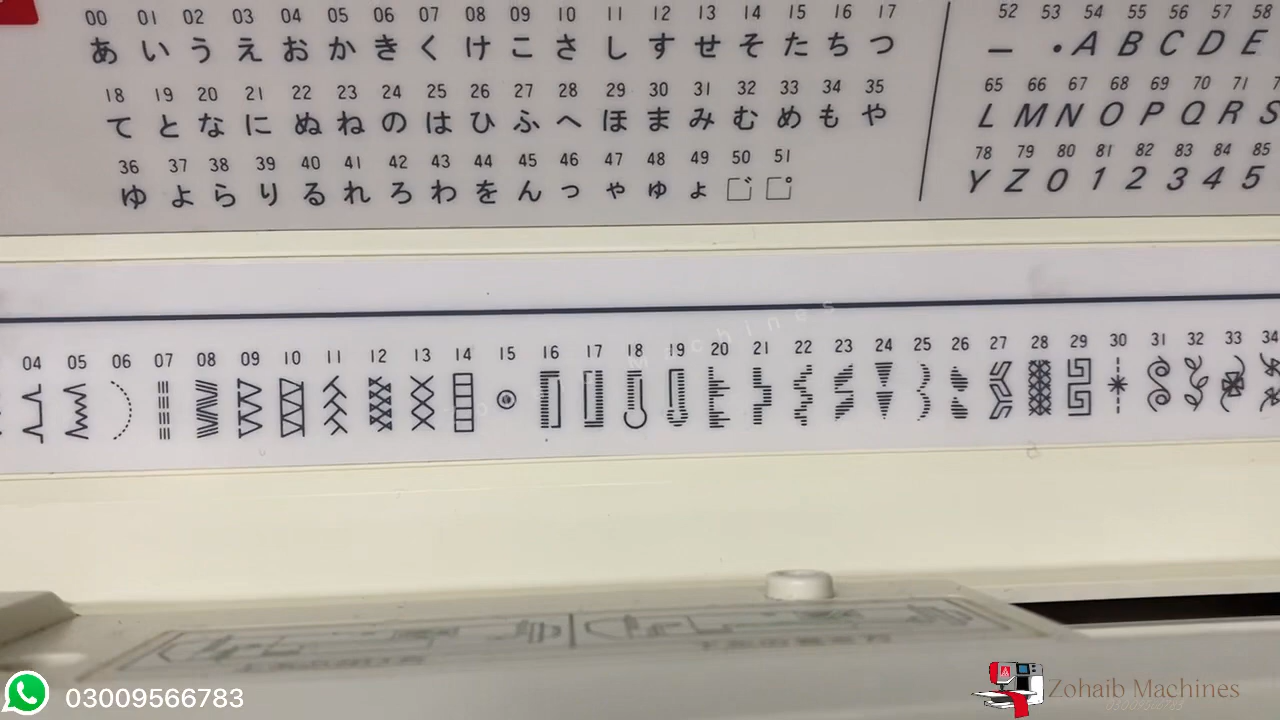 00 01 02 03 04 05 06 07 08 09 10 11 12 13 14 15 16 17
あ い う え お か き く け こ さ し す せ そ た ち つ
18 19 20 21 22 23 24 25 26 27 28 29 30 31 32 33 34 35
て と な に ぬ ね の は ひ ふ へ ほ ま み む め も や
36 37 38 39 40 41 42 43 44 45 46 47 48 49 50 51
ゆ よ ら り る れ ろ わ を ん っ ゃ ゅ ょ □゛ □゜
52 53 54 55 56 57 58
— ・ A B C D E
65 66 67 68 69 70 71
L M N O P Q R S
78 79 80 81 82 83 84 85
Y Z 0 1 2 3 4 5
04 05 06 07 08 09 10 11 12 13 14 15 16 17 18 19 20 21 22 23 24 25 26 27 28 29 30 31 32 33 34
03009566783
Zohaib Machines
03009566783